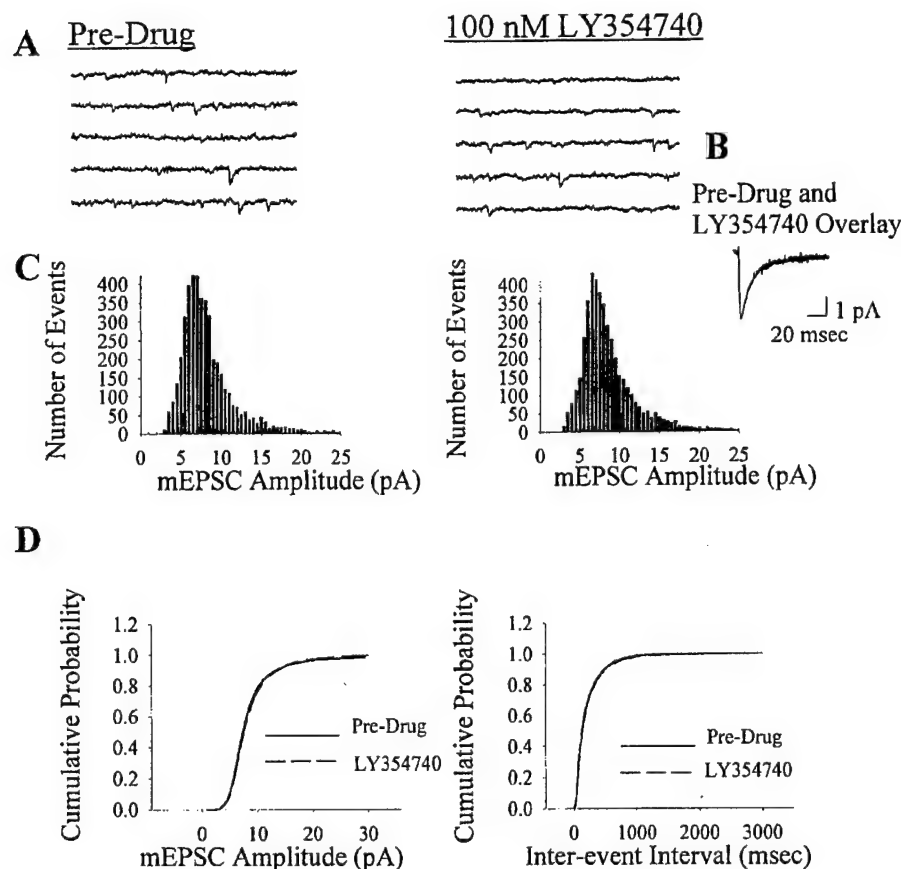 A Pre-Drug
100 nM LY354740
B
Pre-Drug and
LY354740 Overlay
1 pA
20 msec
C
Number of Events
400
350
300
250
200
150
100
50
0
0 5 10 15 20 25
mEPSC Amplitude (pA)
Number of Events
400
350
300
250
200
150
100
50
0
0 5 10 15 20 25
mEPSC Amplitude (pA)
D
Cumulative Probability
1.2
1.0
0.8
0.6
0.4
0.2
0.0
Pre-Drug
LY354740
0 10 20 30
mEPSC Amplitude (pA)
Cumulative Probability
1.2
1.0
0.8
0.6
0.4
0.2
0.0
Pre-Drug
LY354740
0 1000 2000 3000
Inter-event Interval (msec)